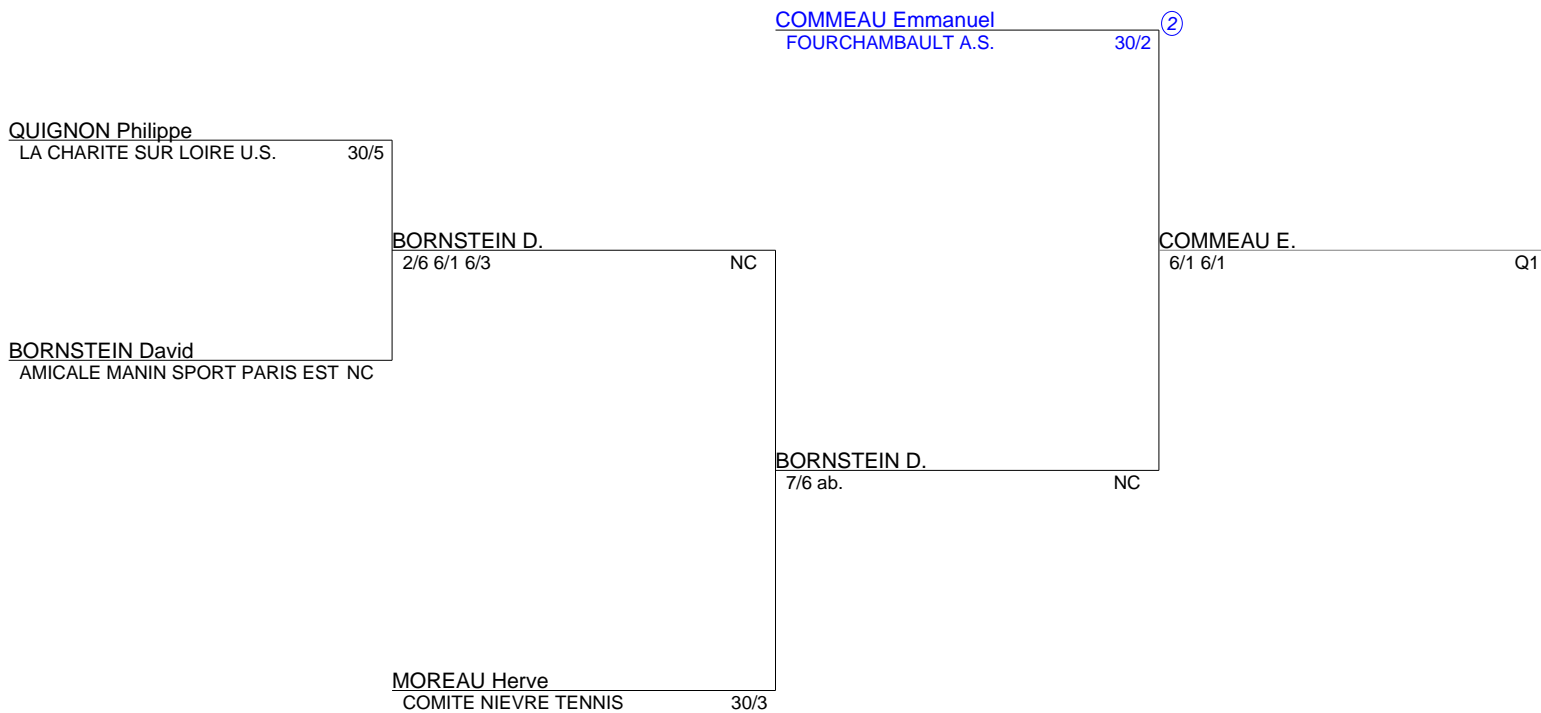 COMMEAU Emmanuel 2
FOURCHAMBAULT A.S. 30/2
QUIGNON Philippe
LA CHARITE SUR LOIRE U.S. 30/5
BORNSTEIN D.
2/6 6/1 6/3 NC
COMMEAU E.
6/1 6/1 Q1
BORNSTEIN David
AMICALE MANIN SPORT PARIS EST NC
BORNSTEIN D.
7/6 ab. NC
MOREAU Herve
COMITE NIEVRE TENNIS 30/3